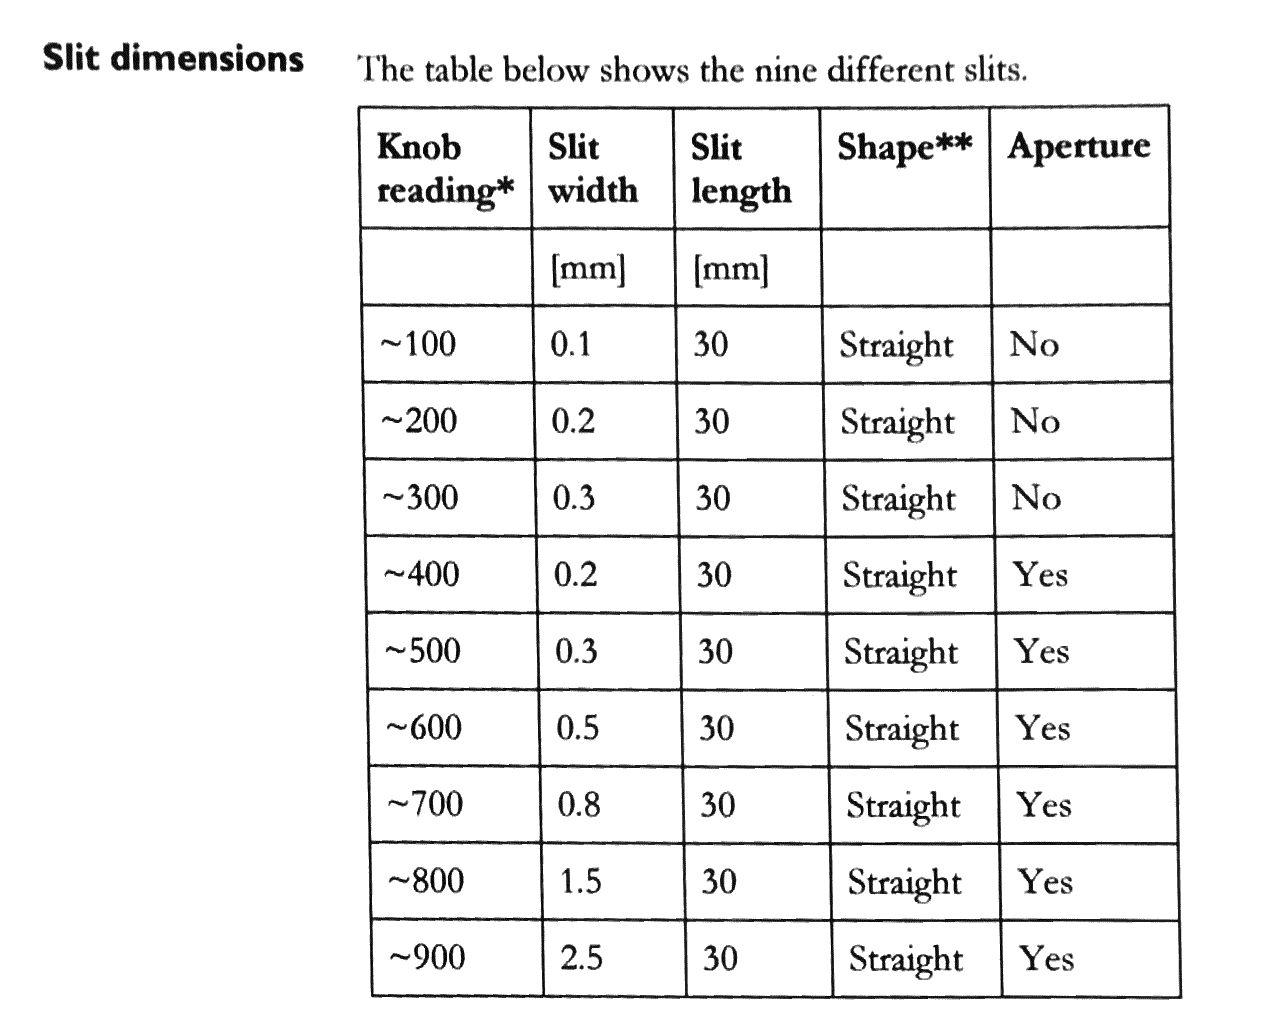 Slit dimensions
The table below shows the nine different slits.
Knob reading* Slit width Slit length Shape** Aperture
[mm] [mm]
~100 0.1 30 Straight No
~200 0.2 30 Straight No
~300 0.3 30 Straight No
~400 0.2 30 Straight Yes
~500 0.3 30 Straight Yes
~600 0.5 30 Straight Yes
~700 0.8 30 Straight Yes
~800 1.5 30 Straight Yes
~900 2.5 30 Straight Yes